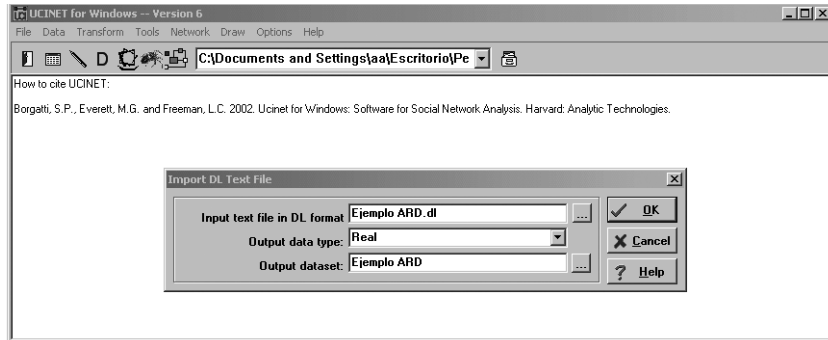 UCINET for Windows -- Version 6
File Data Transform Tools Network Draw Options Help
D C:\Documents and Settings\aa\Escritorio\Pe
How to cite UCINET:
Borgatti, S.P., Everett, M.G. and Freeman, L.C. 2002. Ucinet for Windows: Software for Social Network Analysis. Harvard: Analytic Technologies.
Import DL Text File
Input text file in DL format Ejemplo ARD.dl ... OK
Output data type: Real Cancel
Output dataset: Ejemplo ARD ... ? Help